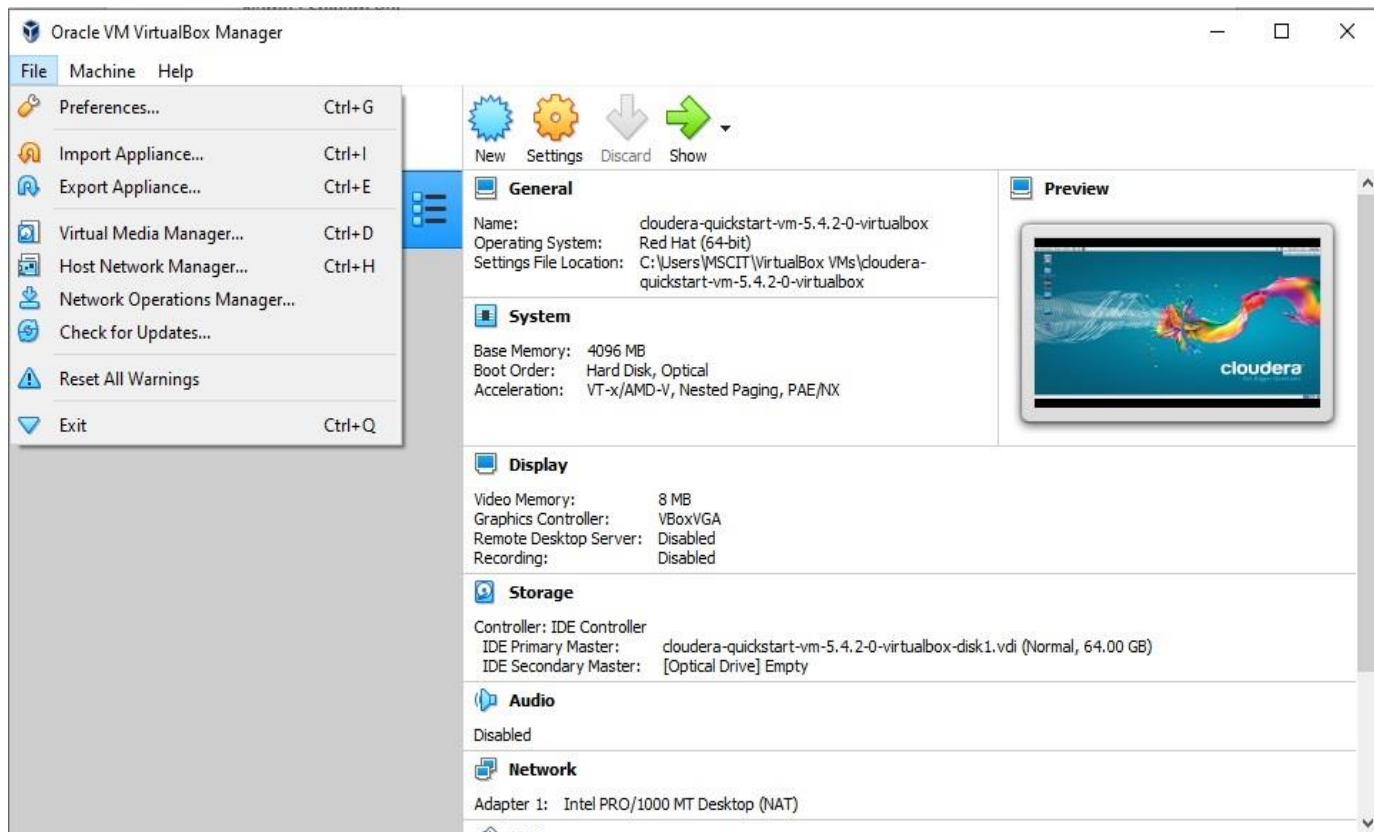 Oracle VM VirtualBox Manager
File Machine Help
Preferences... Ctrl+G
Import Appliance... Ctrl+I
Export Appliance... Ctrl+E
Virtual Media Manager... Ctrl+D
Host Network Manager... Ctrl+H
Network Operations Manager...
Check for Updates...
Reset All Warnings
Exit Ctrl+Q
New Settings Discard Show
General
Name: cloudera-quickstart-vm-5.4.2-0-virtualbox
Operating System: Red Hat (64-bit)
Settings File Location: C:\Users\MSCIT\VirtualBox VMs\cloudera-
quickstart-vm-5.4.2-0-virtualbox
Preview
cloudera
System
Base Memory: 4096 MB
Boot Order: Hard Disk, Optical
Acceleration: VT-x/AMD-V, Nested Paging, PAE/NX
Display
Video Memory: 8 MB
Graphics Controller: VBoxVGA
Remote Desktop Server: Disabled
Recording: Disabled
Storage
Controller: IDE Controller
IDE Primary Master: cloudera-quickstart-vm-5.4.2-0-virtualbox-disk1.vdi (Normal, 64.00 GB)
IDE Secondary Master: [Optical Drive] Empty
Audio
Disabled
Network
Adapter 1: Intel PRO/1000 MT Desktop (NAT)